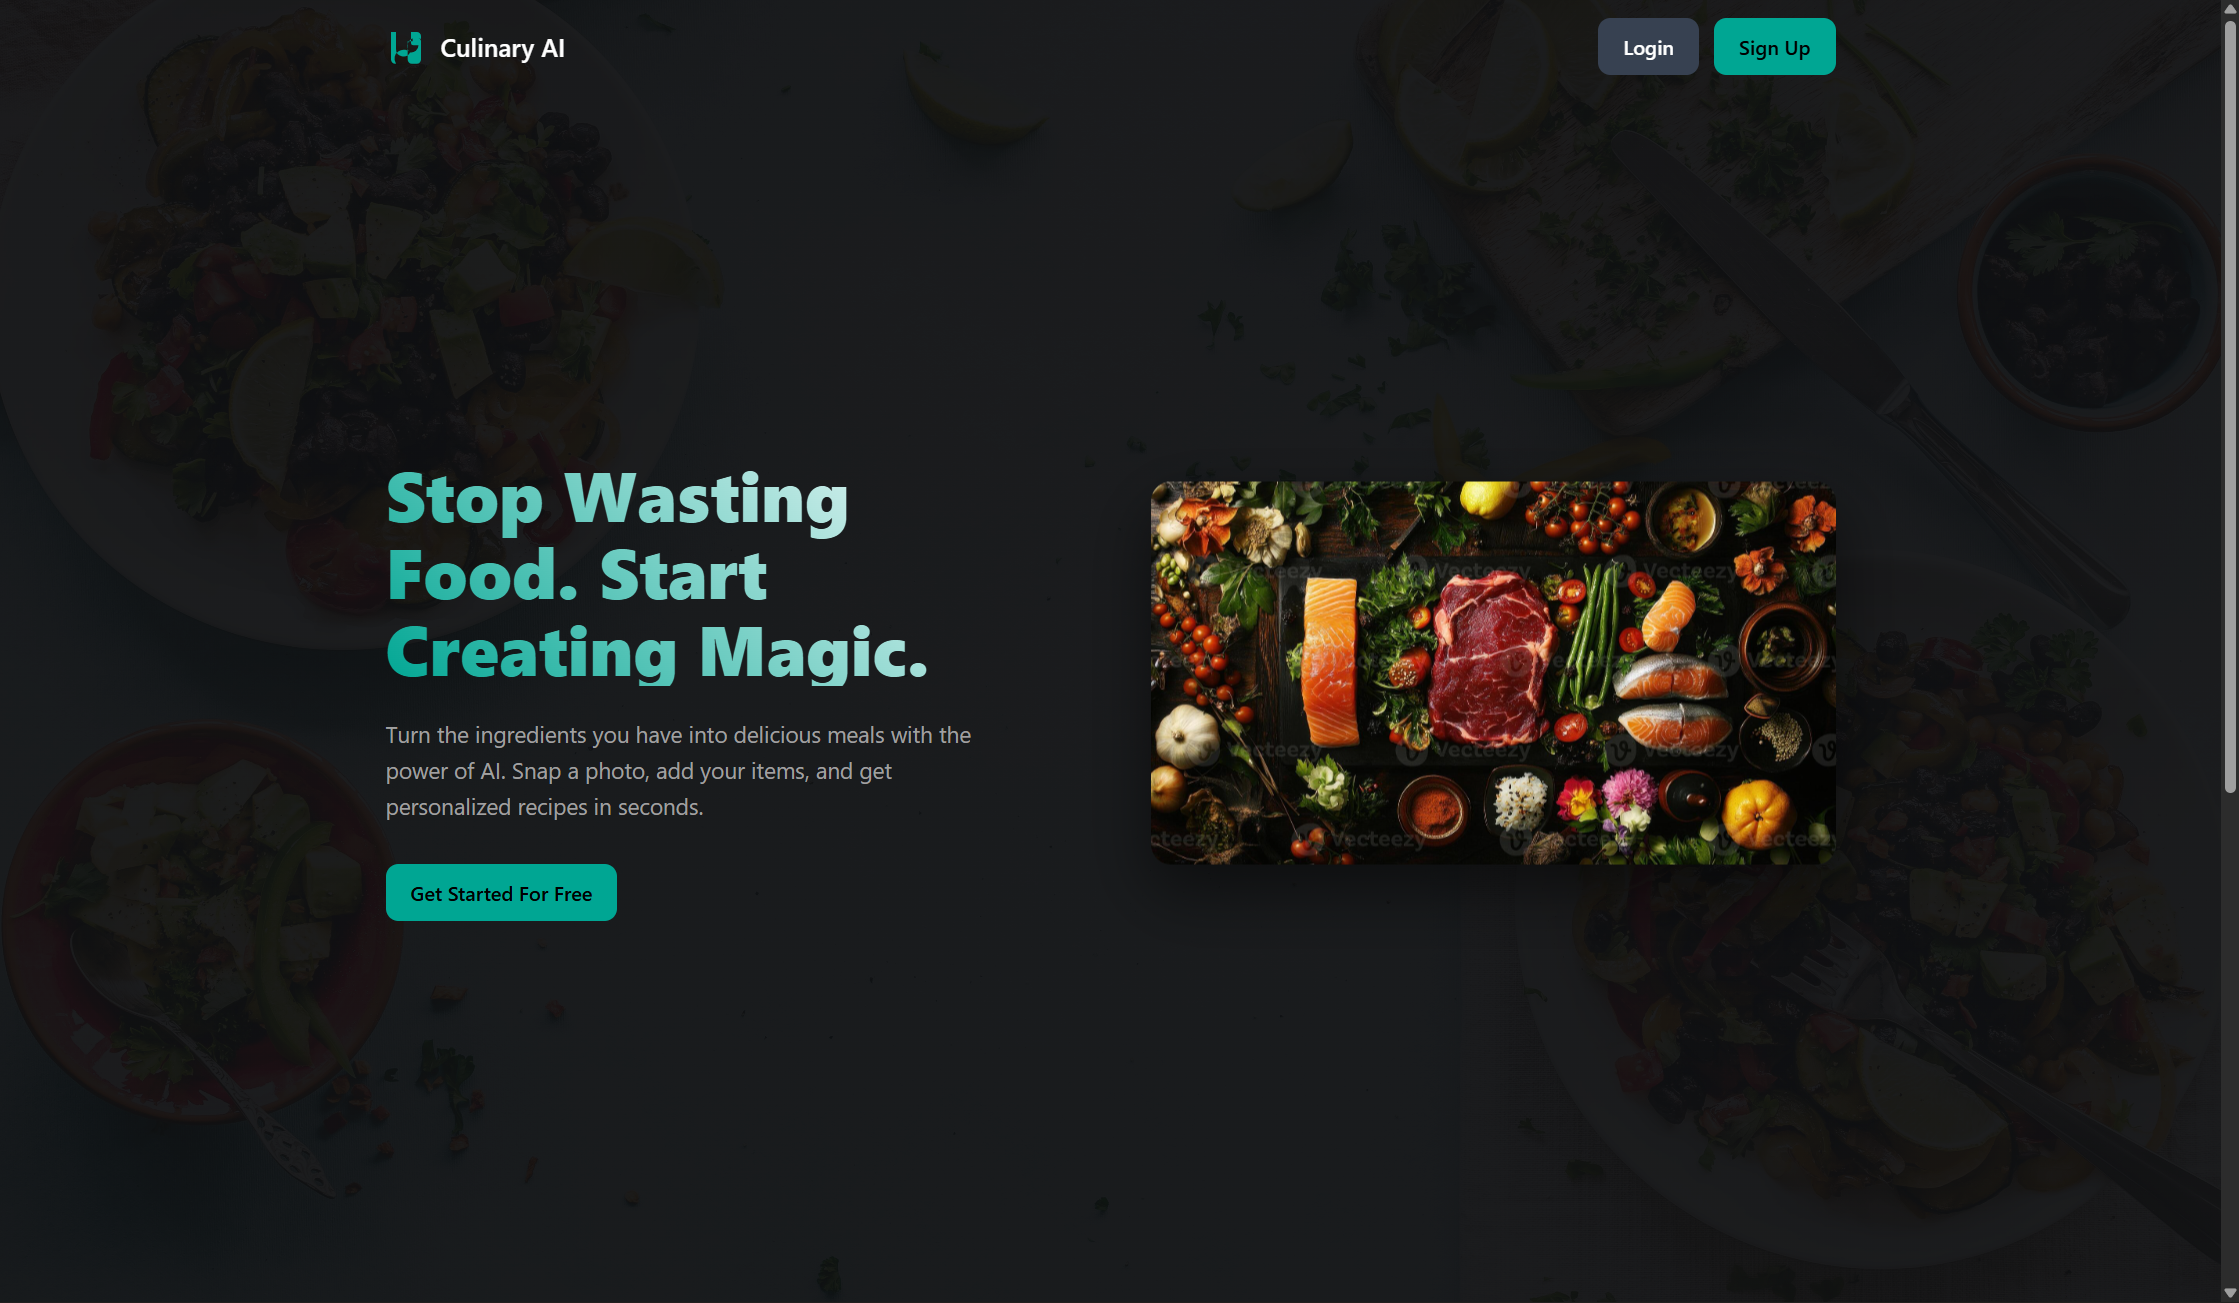 Culinary AI
Login
Sign Up
Stop Wasting
Food. Start
Creating Magic.
Turn the ingredients you have into delicious meals with the
power of AI. Snap a photo, add your items, and get
personalized recipes in seconds.
Get Started For Free
Vecteezy
Vecteezy
Vecteezy
Vecteezy
Vecteezy